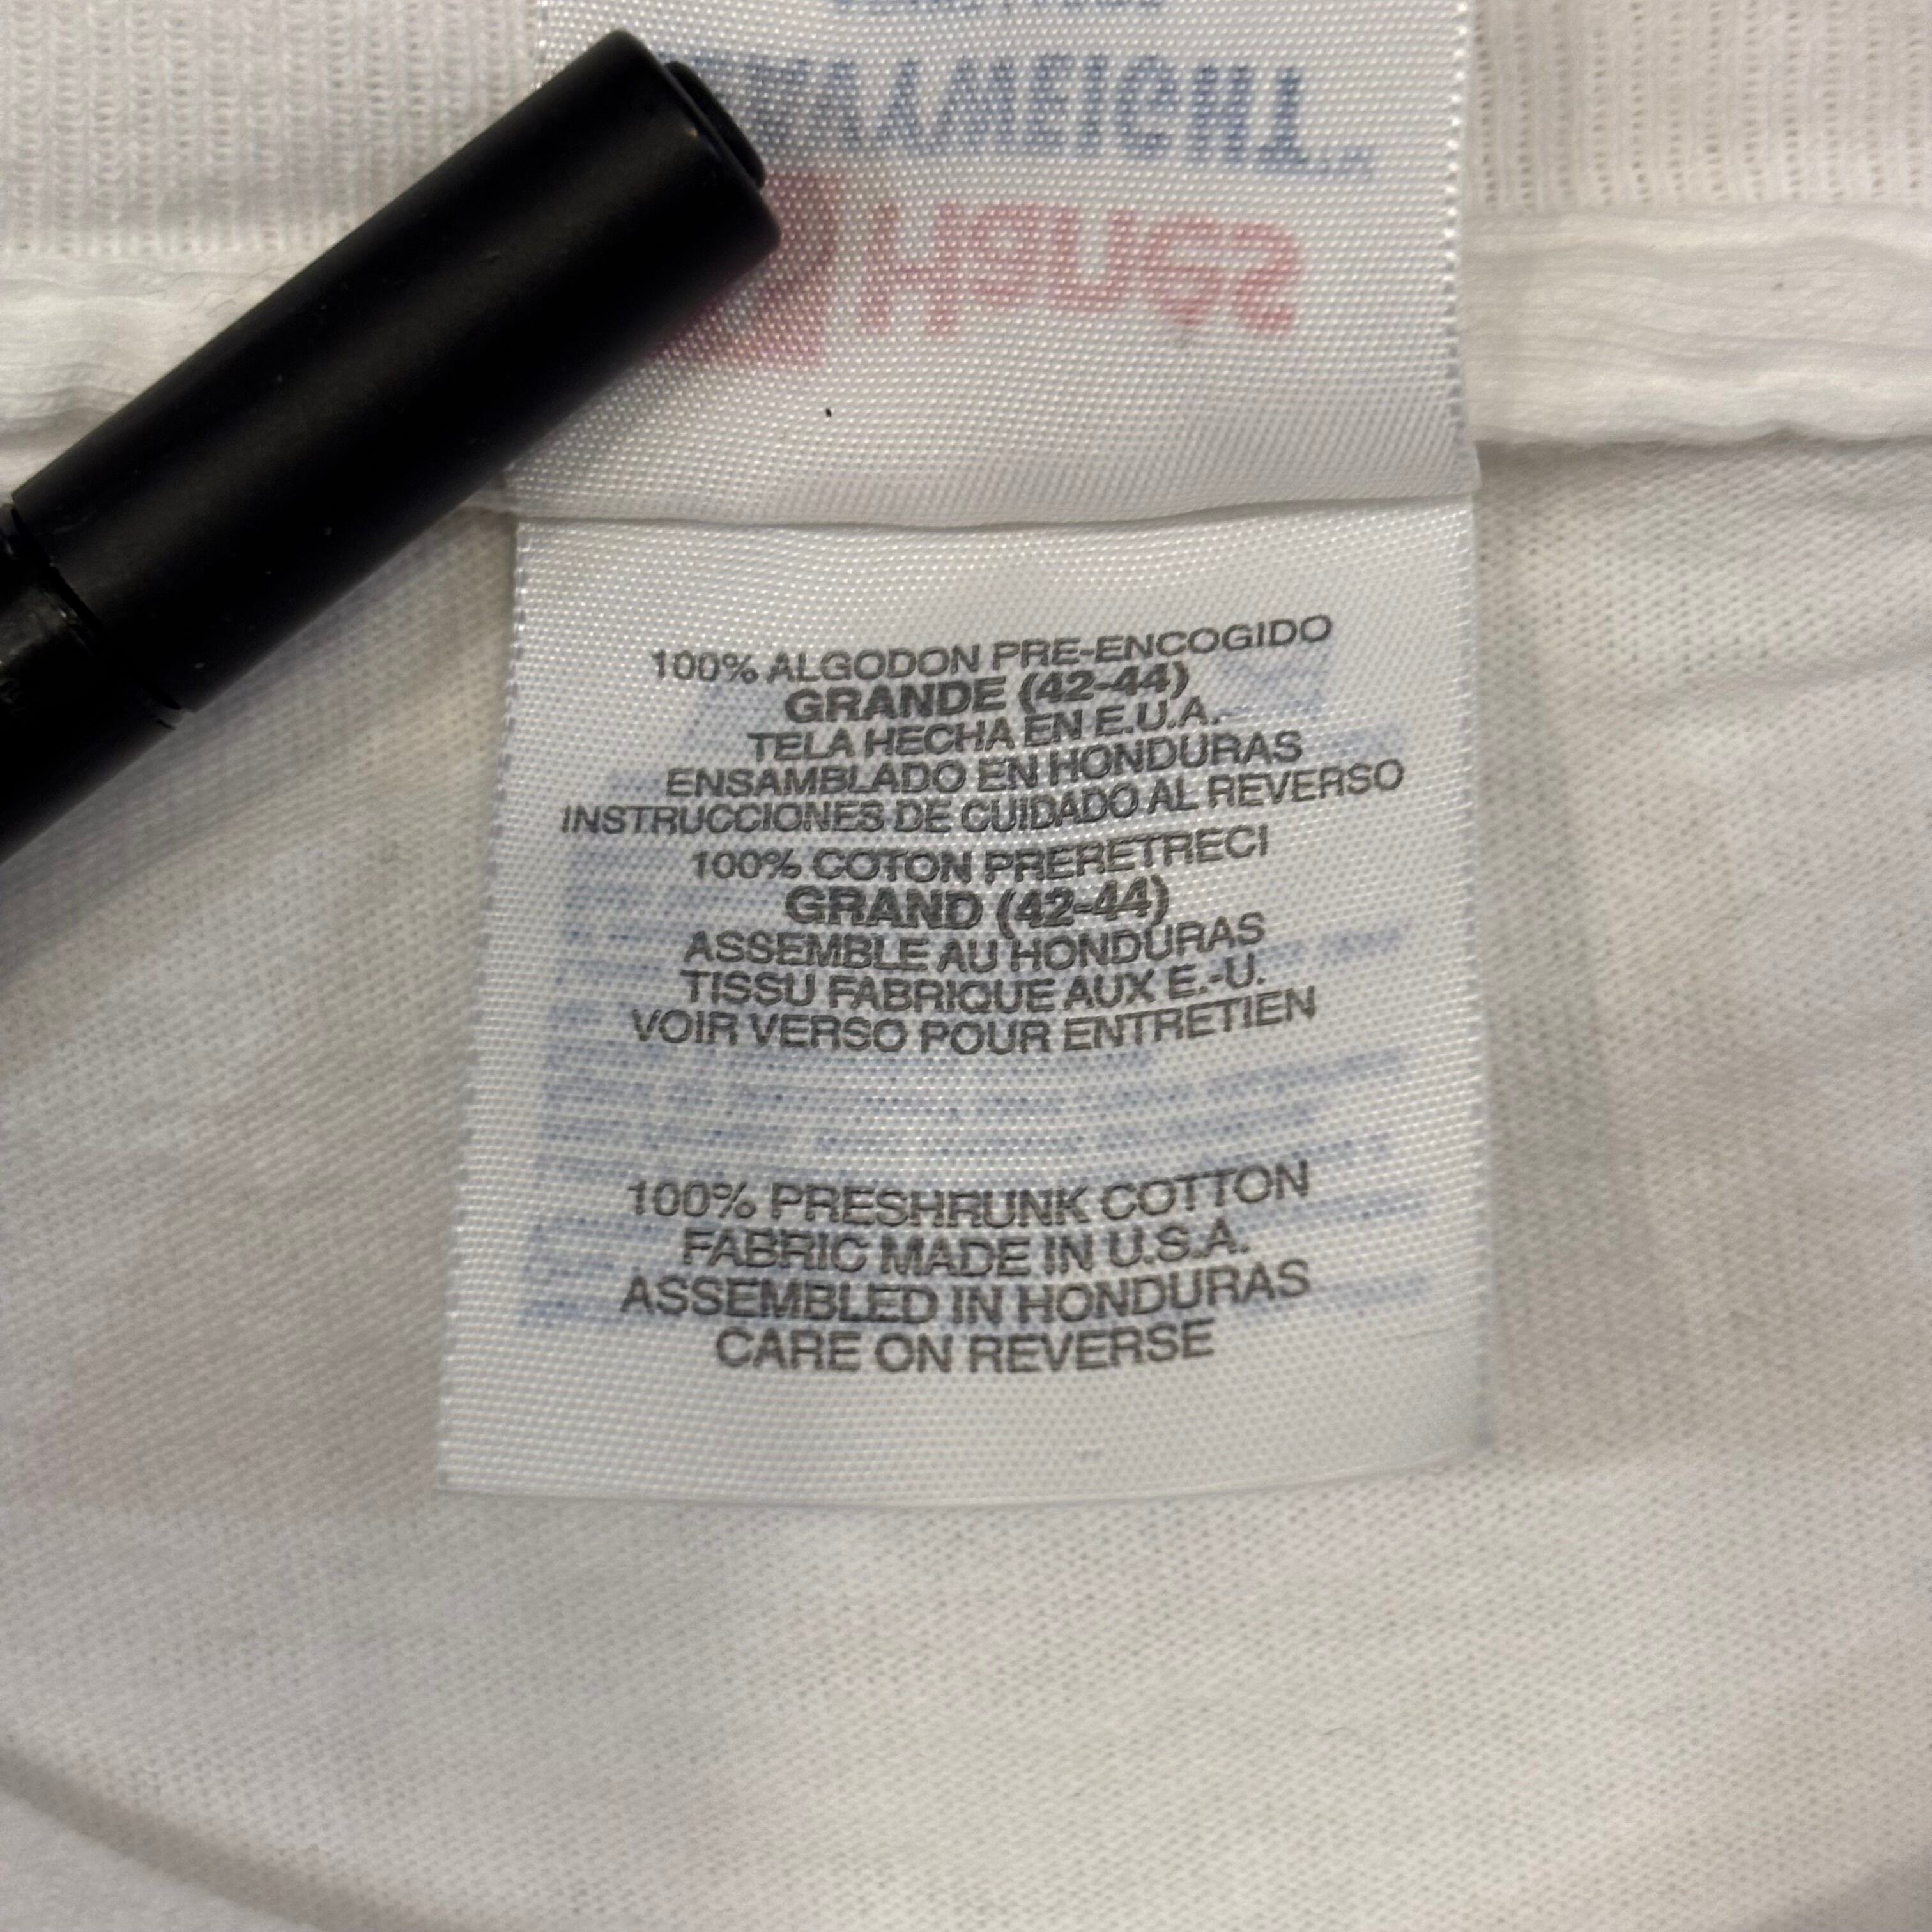 100% ALGODON PRE-ENCOGIDO
GRANDE (42-44)
TELA HECHA EN E.U.A.
ENSAMBLADO EN HONDURAS
INSTRUCCIONES DE CUIDADO AL REVERSO
100% COTON PRERETRECI
GRAND (42-44)
ASSEMBLE AU HONDURAS
TISSU FABRIQUE AUX E.-U.
VOIR VERSO POUR ENTRETIEN
100% PRESHRUNK COTTON
FABRIC MADE IN U.S.A.
ASSEMBLED IN HONDURAS
CARE ON REVERSE